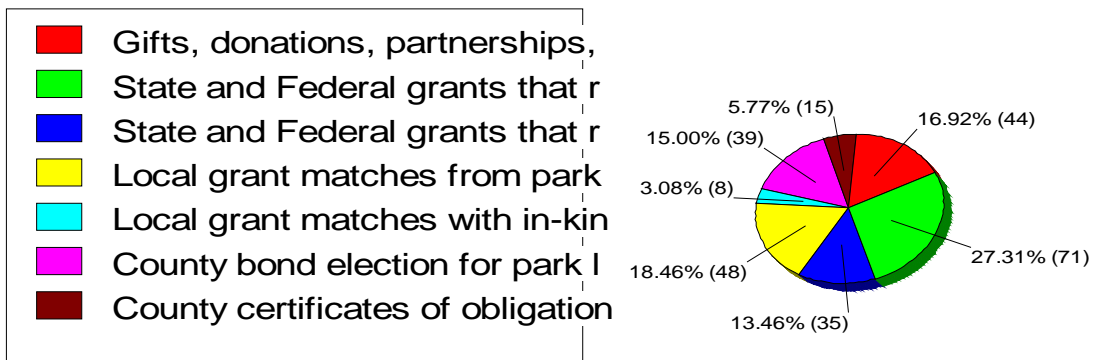 Gifts, donations, partnerships,
State and Federal grants that r
State and Federal grants that r
Local grant matches from park
Local grant matches with in-kin
County bond election for park l
County certificates of obligation
5.77% (15)
16.92% (44)
15.00% (39)
3.08% (8)
27.31% (71)
18.46% (48)
13.46% (35)